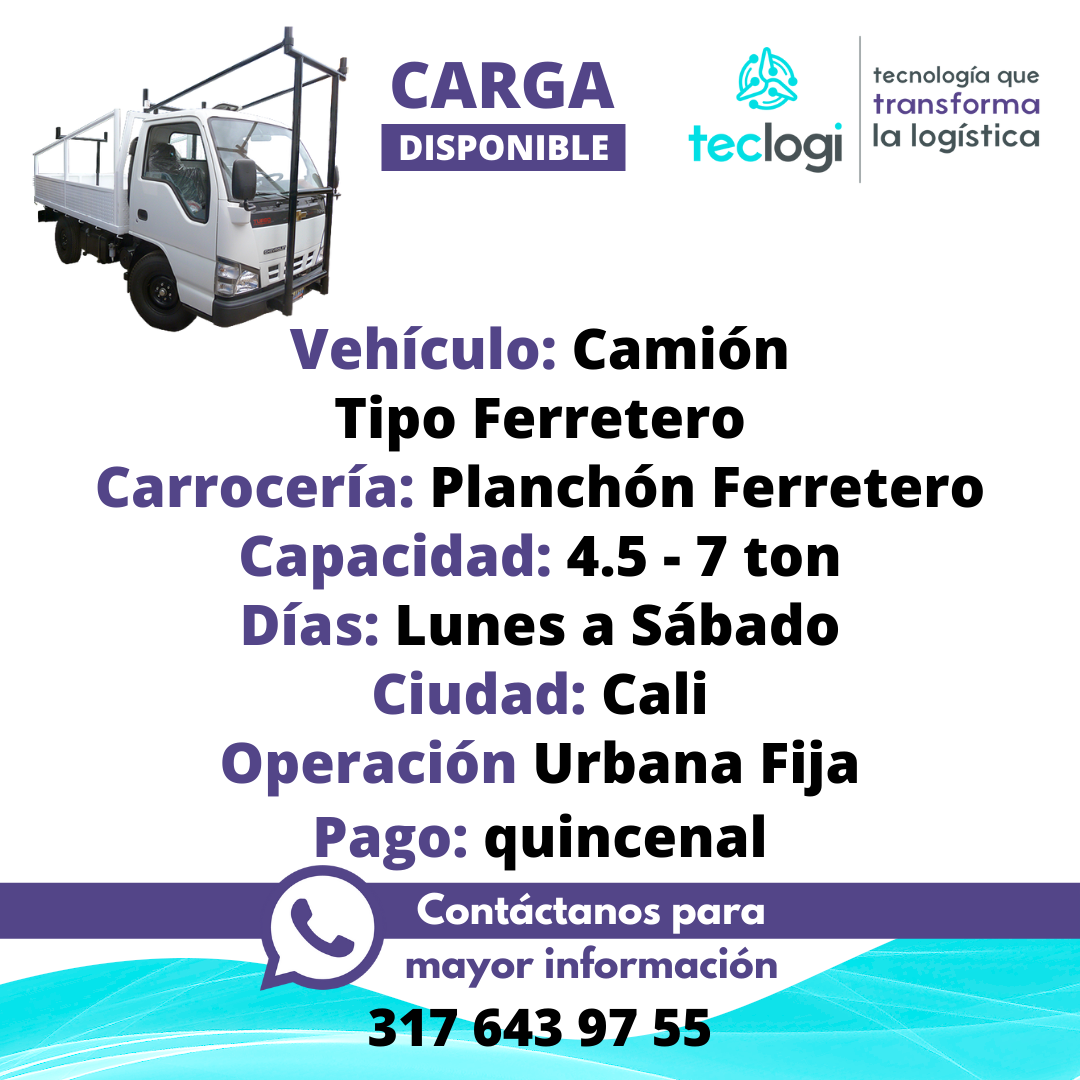 CARGA
DISPONIBLE
teclogi
tecnología que
transforma
la logística
Vehículo: Camión
Tipo Ferretero
Carrocería: Planchón Ferretero
Capacidad: 4.5 - 7 ton
Días: Lunes a Sábado
Ciudad: Cali
Operación Urbana Fija
Pago: quincenal
Contáctanos para
mayor información
317 643 97 55
CHEVROLET